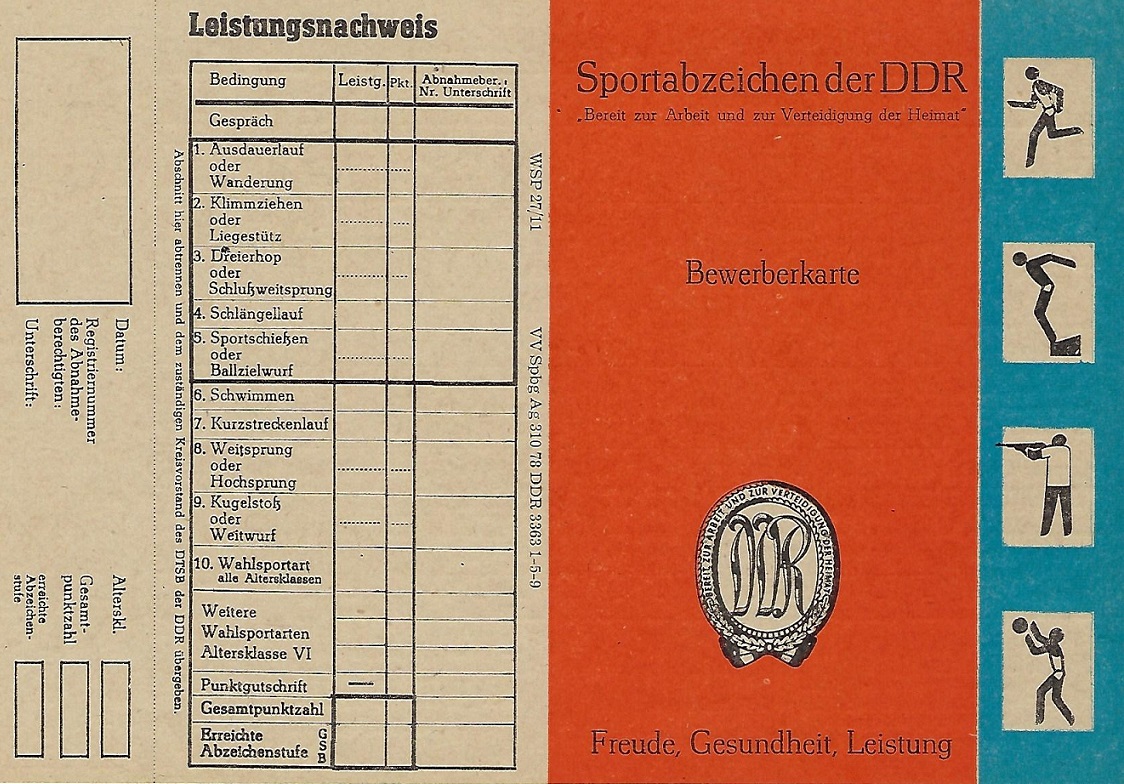 Leistungsnachweis
Bedingung Leistg. Pkt. Abnahmeber.:
Nr. Unterschrift
Gespräch
1. Ausdauerlauf
oder
Wanderung
2. Klimmziehen
oder
Liegestütz
3. Dreierhop
oder
Schlußweitsprung
4. Schlängellauf
5. Sportschießen
oder
Ballzielwurf
6. Schwimmen
7. Kurzstreckenlauf
8. Weitsprung
oder
Hochsprung
9. Kugelstoß
oder
Weitwurf
10. Wahlsportart
alle Altersklassen
Weitere
Wahlsportarten
Altersklasse VI
Punktgutschrift
Gesamtpunktzahl
Erreichte G
Abzeichenstufe S
B
Abschnitt hier abtrennen und dem zuständigen Kreisvorstand des DTSB der DDR übergeben.
Datum:
Registriernummer
des Abnahme-
berechtigten:
Unterschrift:
Alterskl.
Gesamt-
punktzahl
erreichte
Abzeichen-
stufe
WSP 27/11
VV Spbg Ag 310 78 DDR 3363 1-5-9
Sportabzeichen der DDR
„Bereit zur Arbeit und zur Verteidigung der Heimat“
Bewerberkarte
BEREIT ZUR ARBEIT UND ZUR VERTEIDIGUNG DER HEIMAT
DDR
Freude, Gesundheit, Leistung